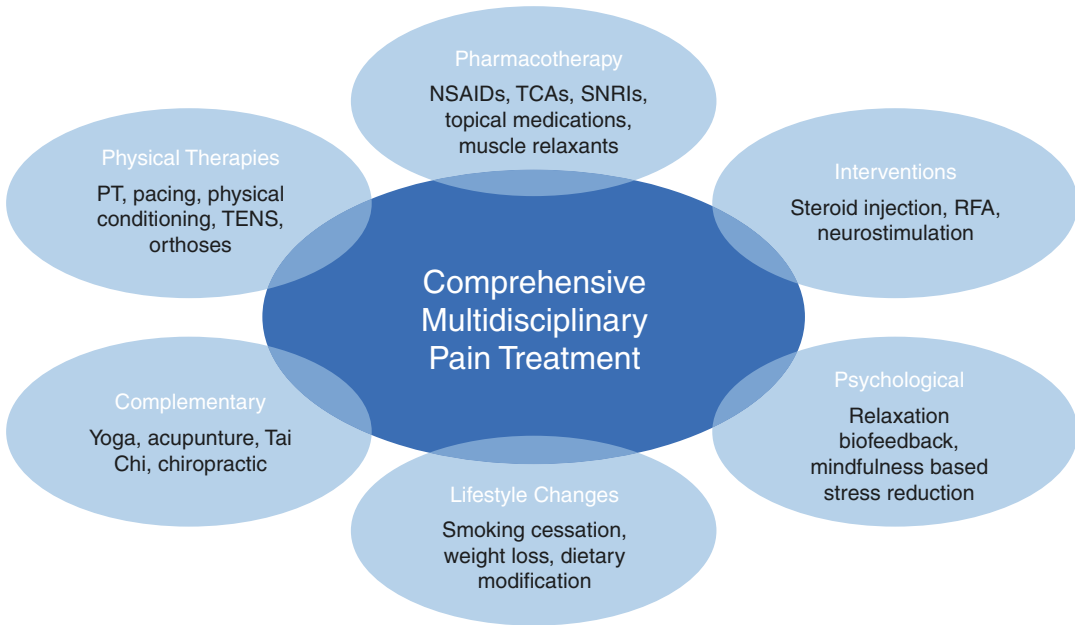 Pharmacotherapy
NSAIDs, TCAs, SNRIs,
topical medications,
muscle relaxants
Physical Therapies
PT, pacing, physical
conditioning, TENS,
orthoses
Interventions
Steroid injection, RFA,
neurostimulation
Comprehensive
Multidisciplinary
Pain Treatment
Complementary
Yoga, acupunture, Tai
Chi, chiropractic
Psychological
Relaxation
biofeedback,
mindfulness based
stress reduction
Lifestyle Changes
Smoking cessation,
weight loss, dietary
modification